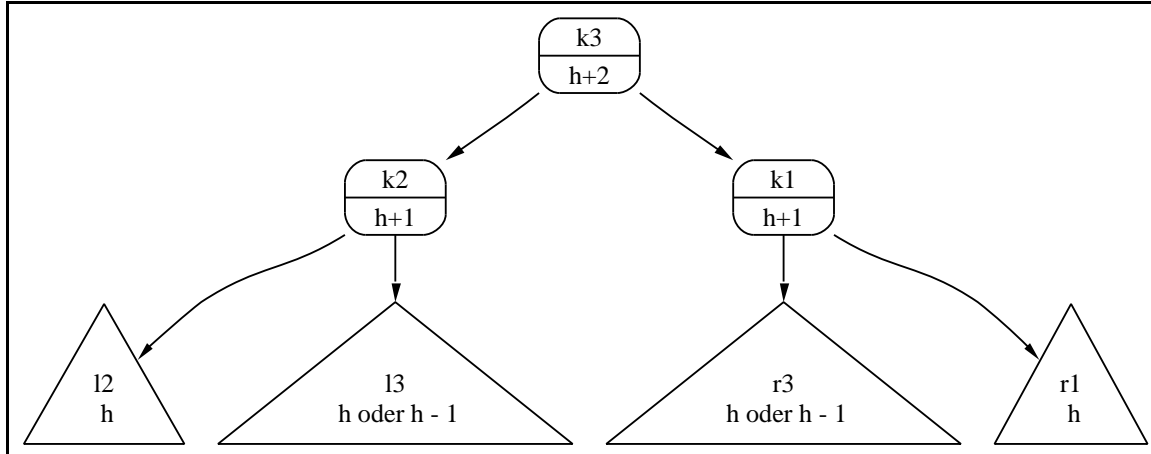 k3
h+2
k2
h+1
k1
h+1
l2
h
l3
h oder h - 1
r3
h oder h - 1
r1
h